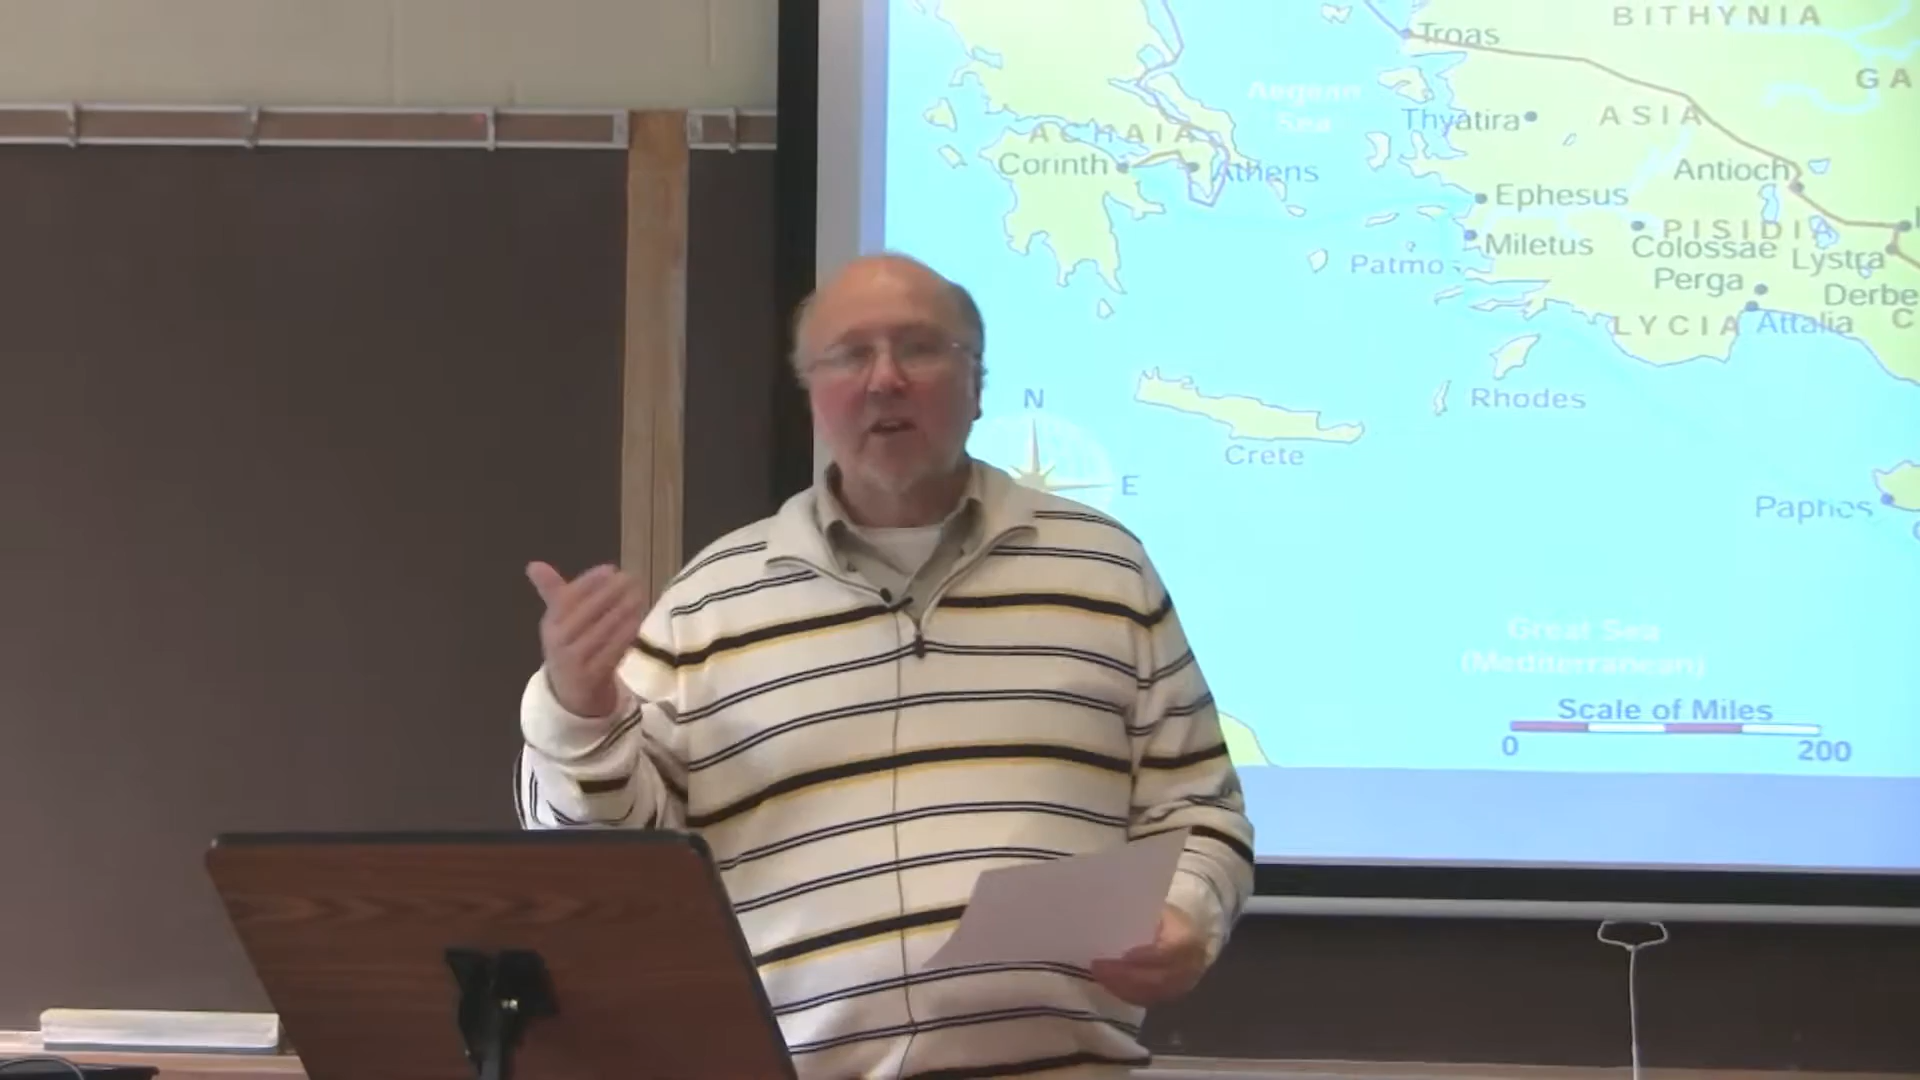 BITHYNIA
Troas
GA
Aegean
Sea
Thyatira
ASIA
ACHAIA
Corinth
Athens
Antioch
Ephesus
PISIDIA
Miletus
Colossae
Lystra
Patmos
Perga
Derbe
LYCIA
Attalia
C
N
Rhodes
Crete
E
Paphos
Great Sea
(Mediterranean)
Scale of Miles
0
200